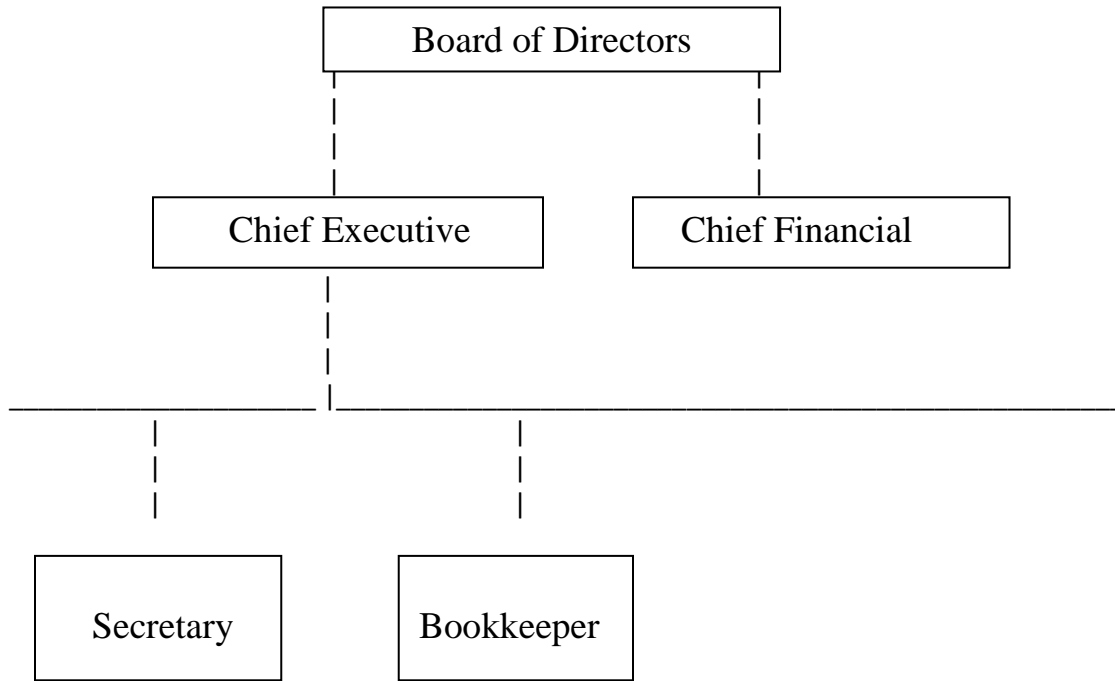 Board of Directors
Chief Executive
Chief Financial
Secretary
Bookkeeper